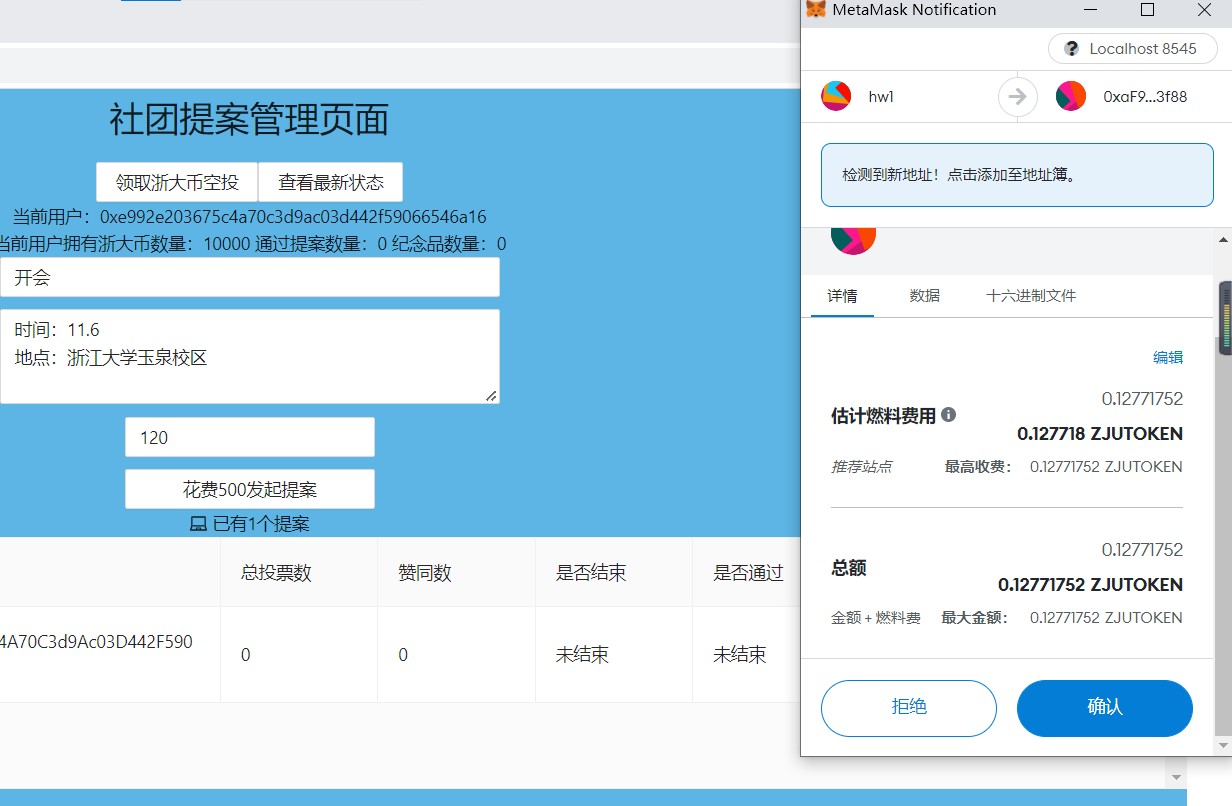 社团提案管理页面
领取浙大币空投 查看最新状态
当前用户：0xe992e203675c4a70c3d9ac03d442f59066546a16
当前用户拥有浙大币数量：10000 通过提案数量：0 纪念品数量：0
开会
时间：11.6
地点：浙江大学玉泉校区
120
花费500发起提案
已有1个提案
总投票数 赞同数 是否结束 是否通过
4A70C3d9Ac03D442F590 0 0 未结束 未结束
MetaMask Notification
Localhost 8545
hw1 0xaF9...3f88
检测到新地址！点击添加至地址簿。
详情 数据 十六进制文件
编辑
0.12771752
估计燃料费用
0.127718 ZJUTOKEN
推荐站点 最高收费： 0.12771752 ZJUTOKEN
0.12771752
总额
0.12771752 ZJUTOKEN
金额 + 燃料费 最大金额： 0.12771752 ZJUTOKEN
拒绝 确认